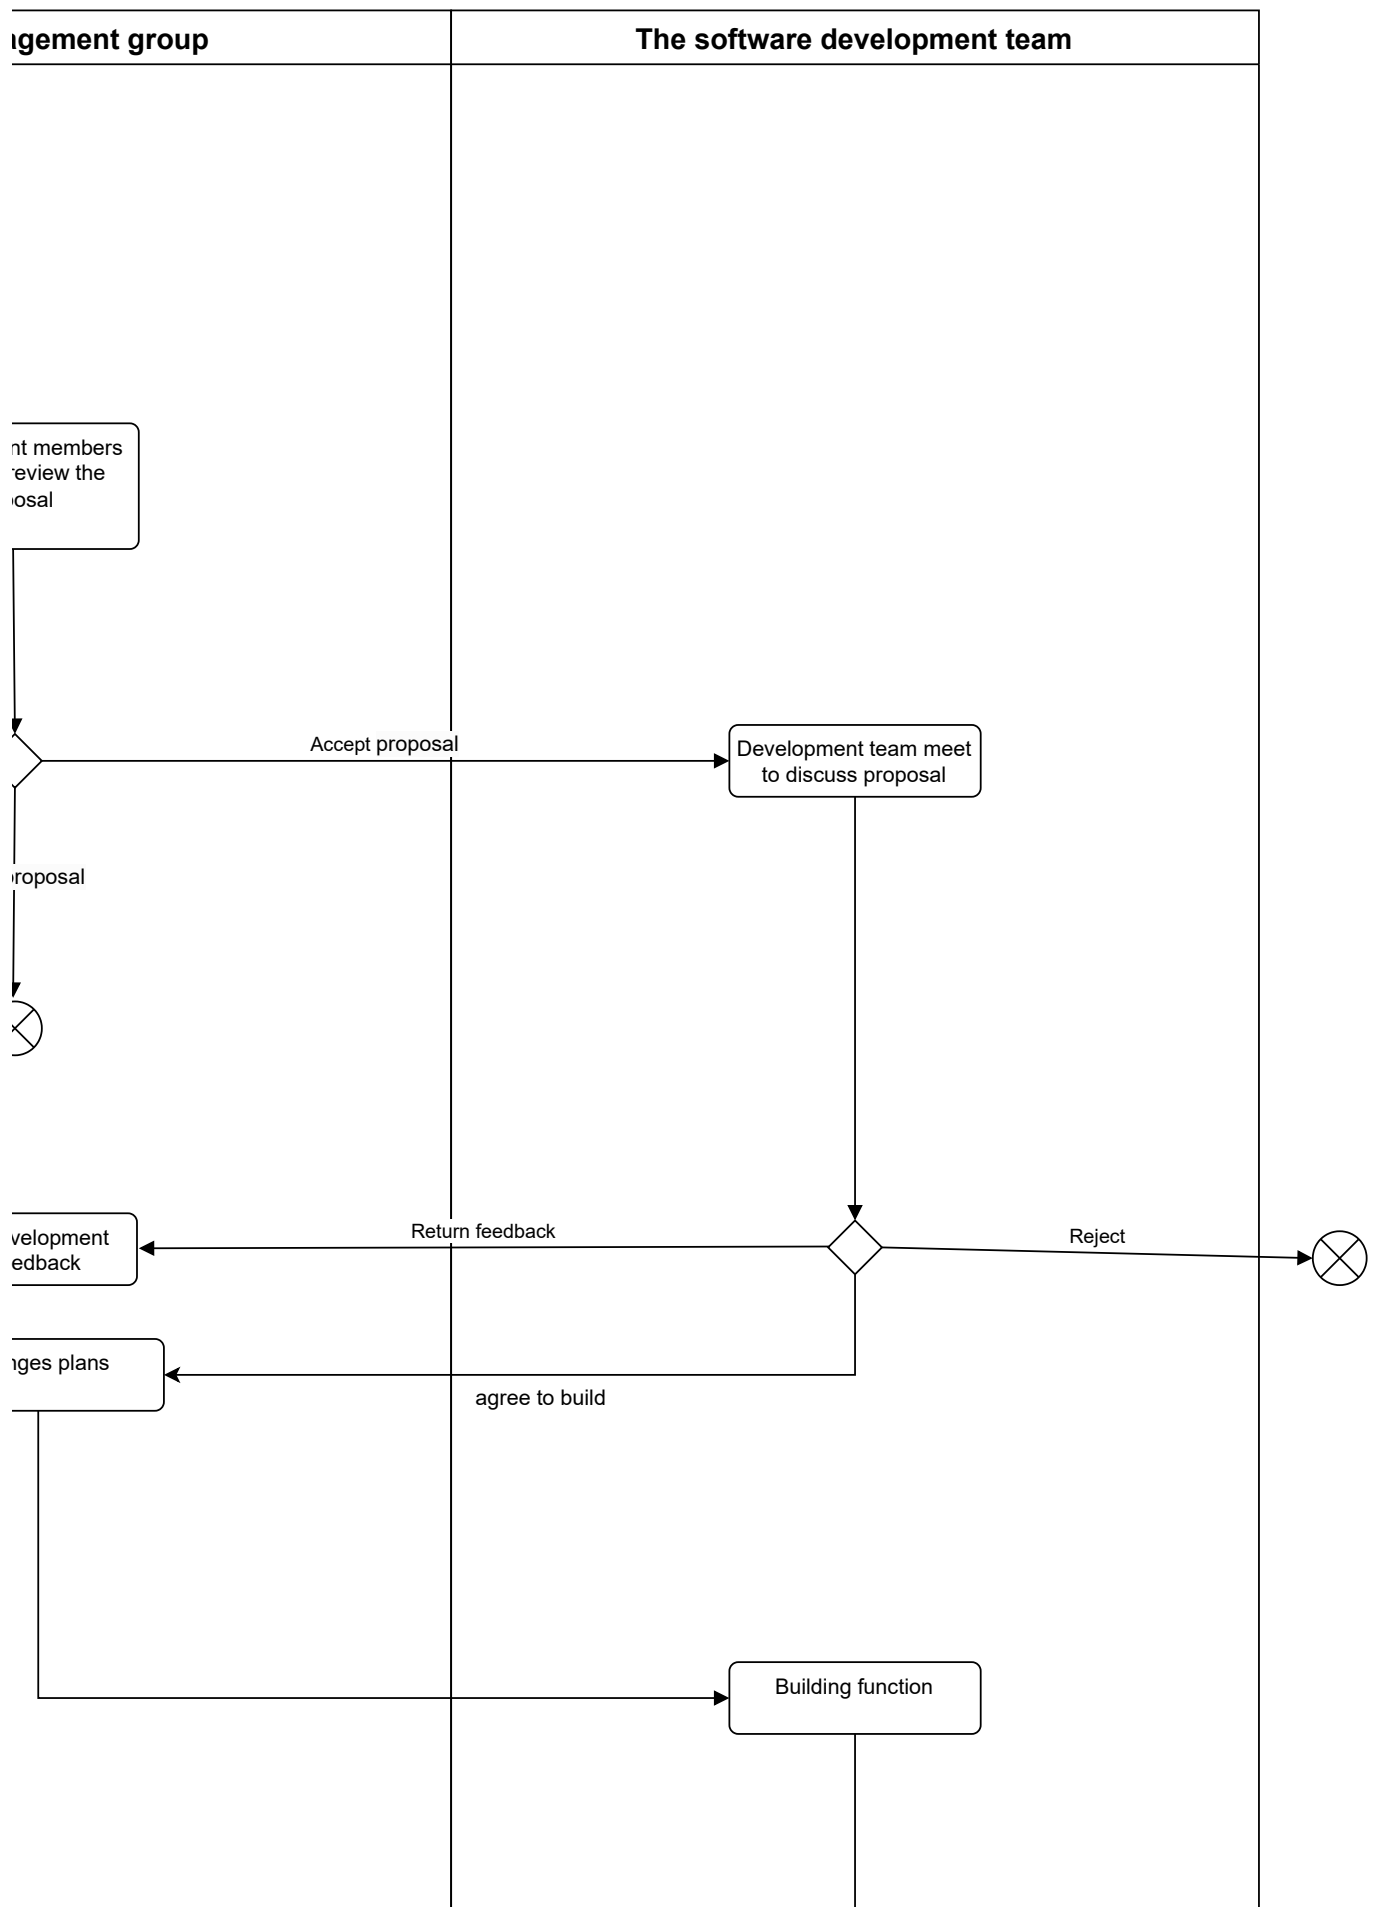 agement group
The software development team
nt members
review the
osal
Accept proposal
Development team meet
to discuss proposal
proposal
Return feedback
Reject
velopment
edback
nges plans
agree to build
Building function